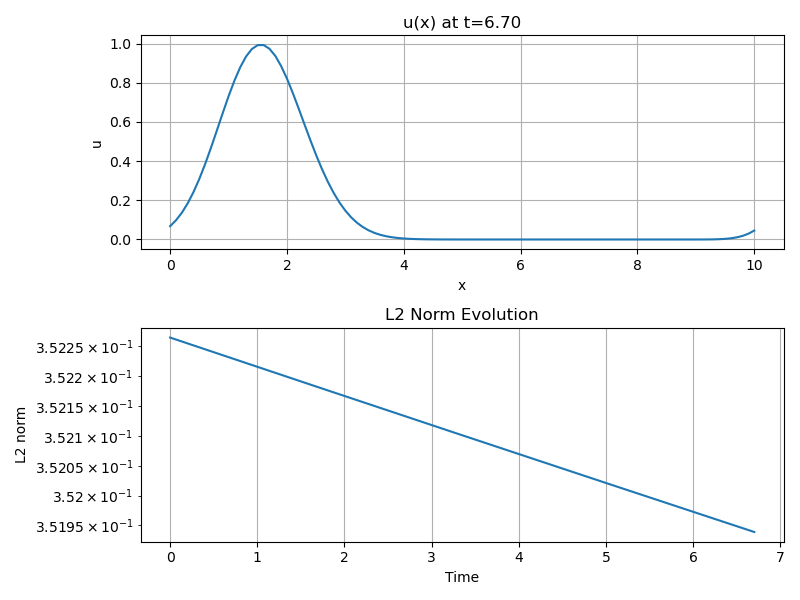 u(x) at t=6.70
1.0
0.8
0.6
0.4
0.2
0.0
u
0 2 4 6 8 10
x
L2 Norm Evolution
3.5225 × 10⁻¹
3.522 × 10⁻¹
3.5215 × 10⁻¹
3.521 × 10⁻¹
3.5205 × 10⁻¹
3.52 × 10⁻¹
3.5195 × 10⁻¹
L2 norm
0 1 2 3 4 5 6 7
Time